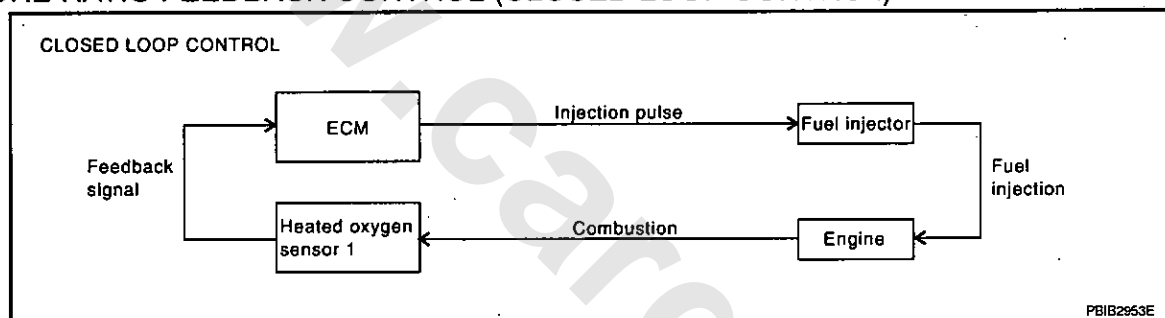 CLOSED LOOP CONTROL
ECM
Injection pulse
Fuel injector
Feedback
signal
Fuel
injection
Heated oxygen
sensor 1
Combustion
Engine
PBIB2953E